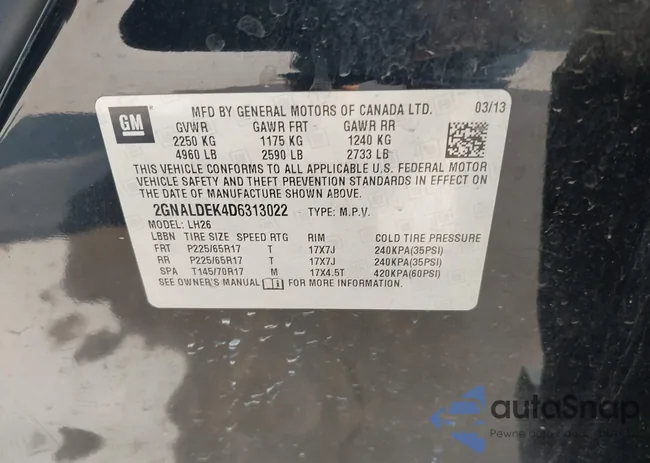 GM
MFD BY GENERAL MOTORS OF CANADA LTD. 03/13
GVWR GAWR FRT GAWR RR
2250 KG 1175 KG 1240 KG
4960 LB 2590 LB 2733 LB
THIS VEHICLE CONFORMS TO ALL APPLICABLE U.S. FEDERAL MOTOR
VEHICLE SAFETY AND THEFT PREVENTION STANDARDS IN EFFECT ON
THE DATE OF MANUFACTURE SHOWN ABOVE.
2GNALDEK4D6313022 TYPE: M.P.V.
MODEL: LH26
LBBN TIRE SIZE SPEED RTG RIM COLD TIRE PRESSURE
FRT P225/65R17 T 17X7J 240KPA(35PSI)
RR P225/65R17 T 17X7J 240KPA(35PSI)
SPA T145/70R17 M 17X4.5T 420KPA(60PSI)
SEE OWNER'S MANUAL FOR MORE INFORMATION.
autoSnap
Pewne